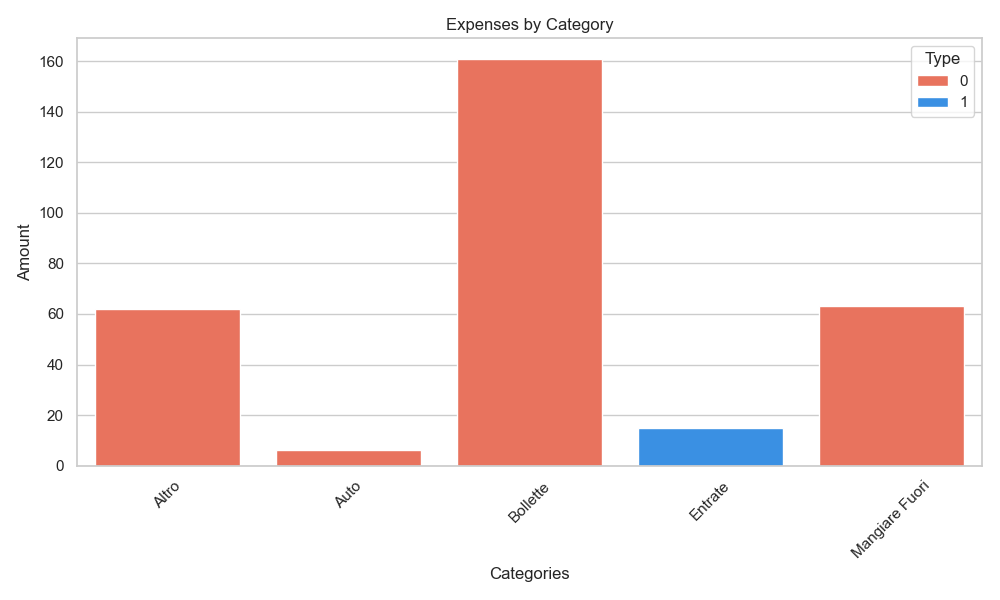 Expenses by Category
Type
0
1
160
140
120
100
80
60
40
20
0
Amount
Altro
Auto
Bollette
Entrate
Mangiare Fuori
Categories